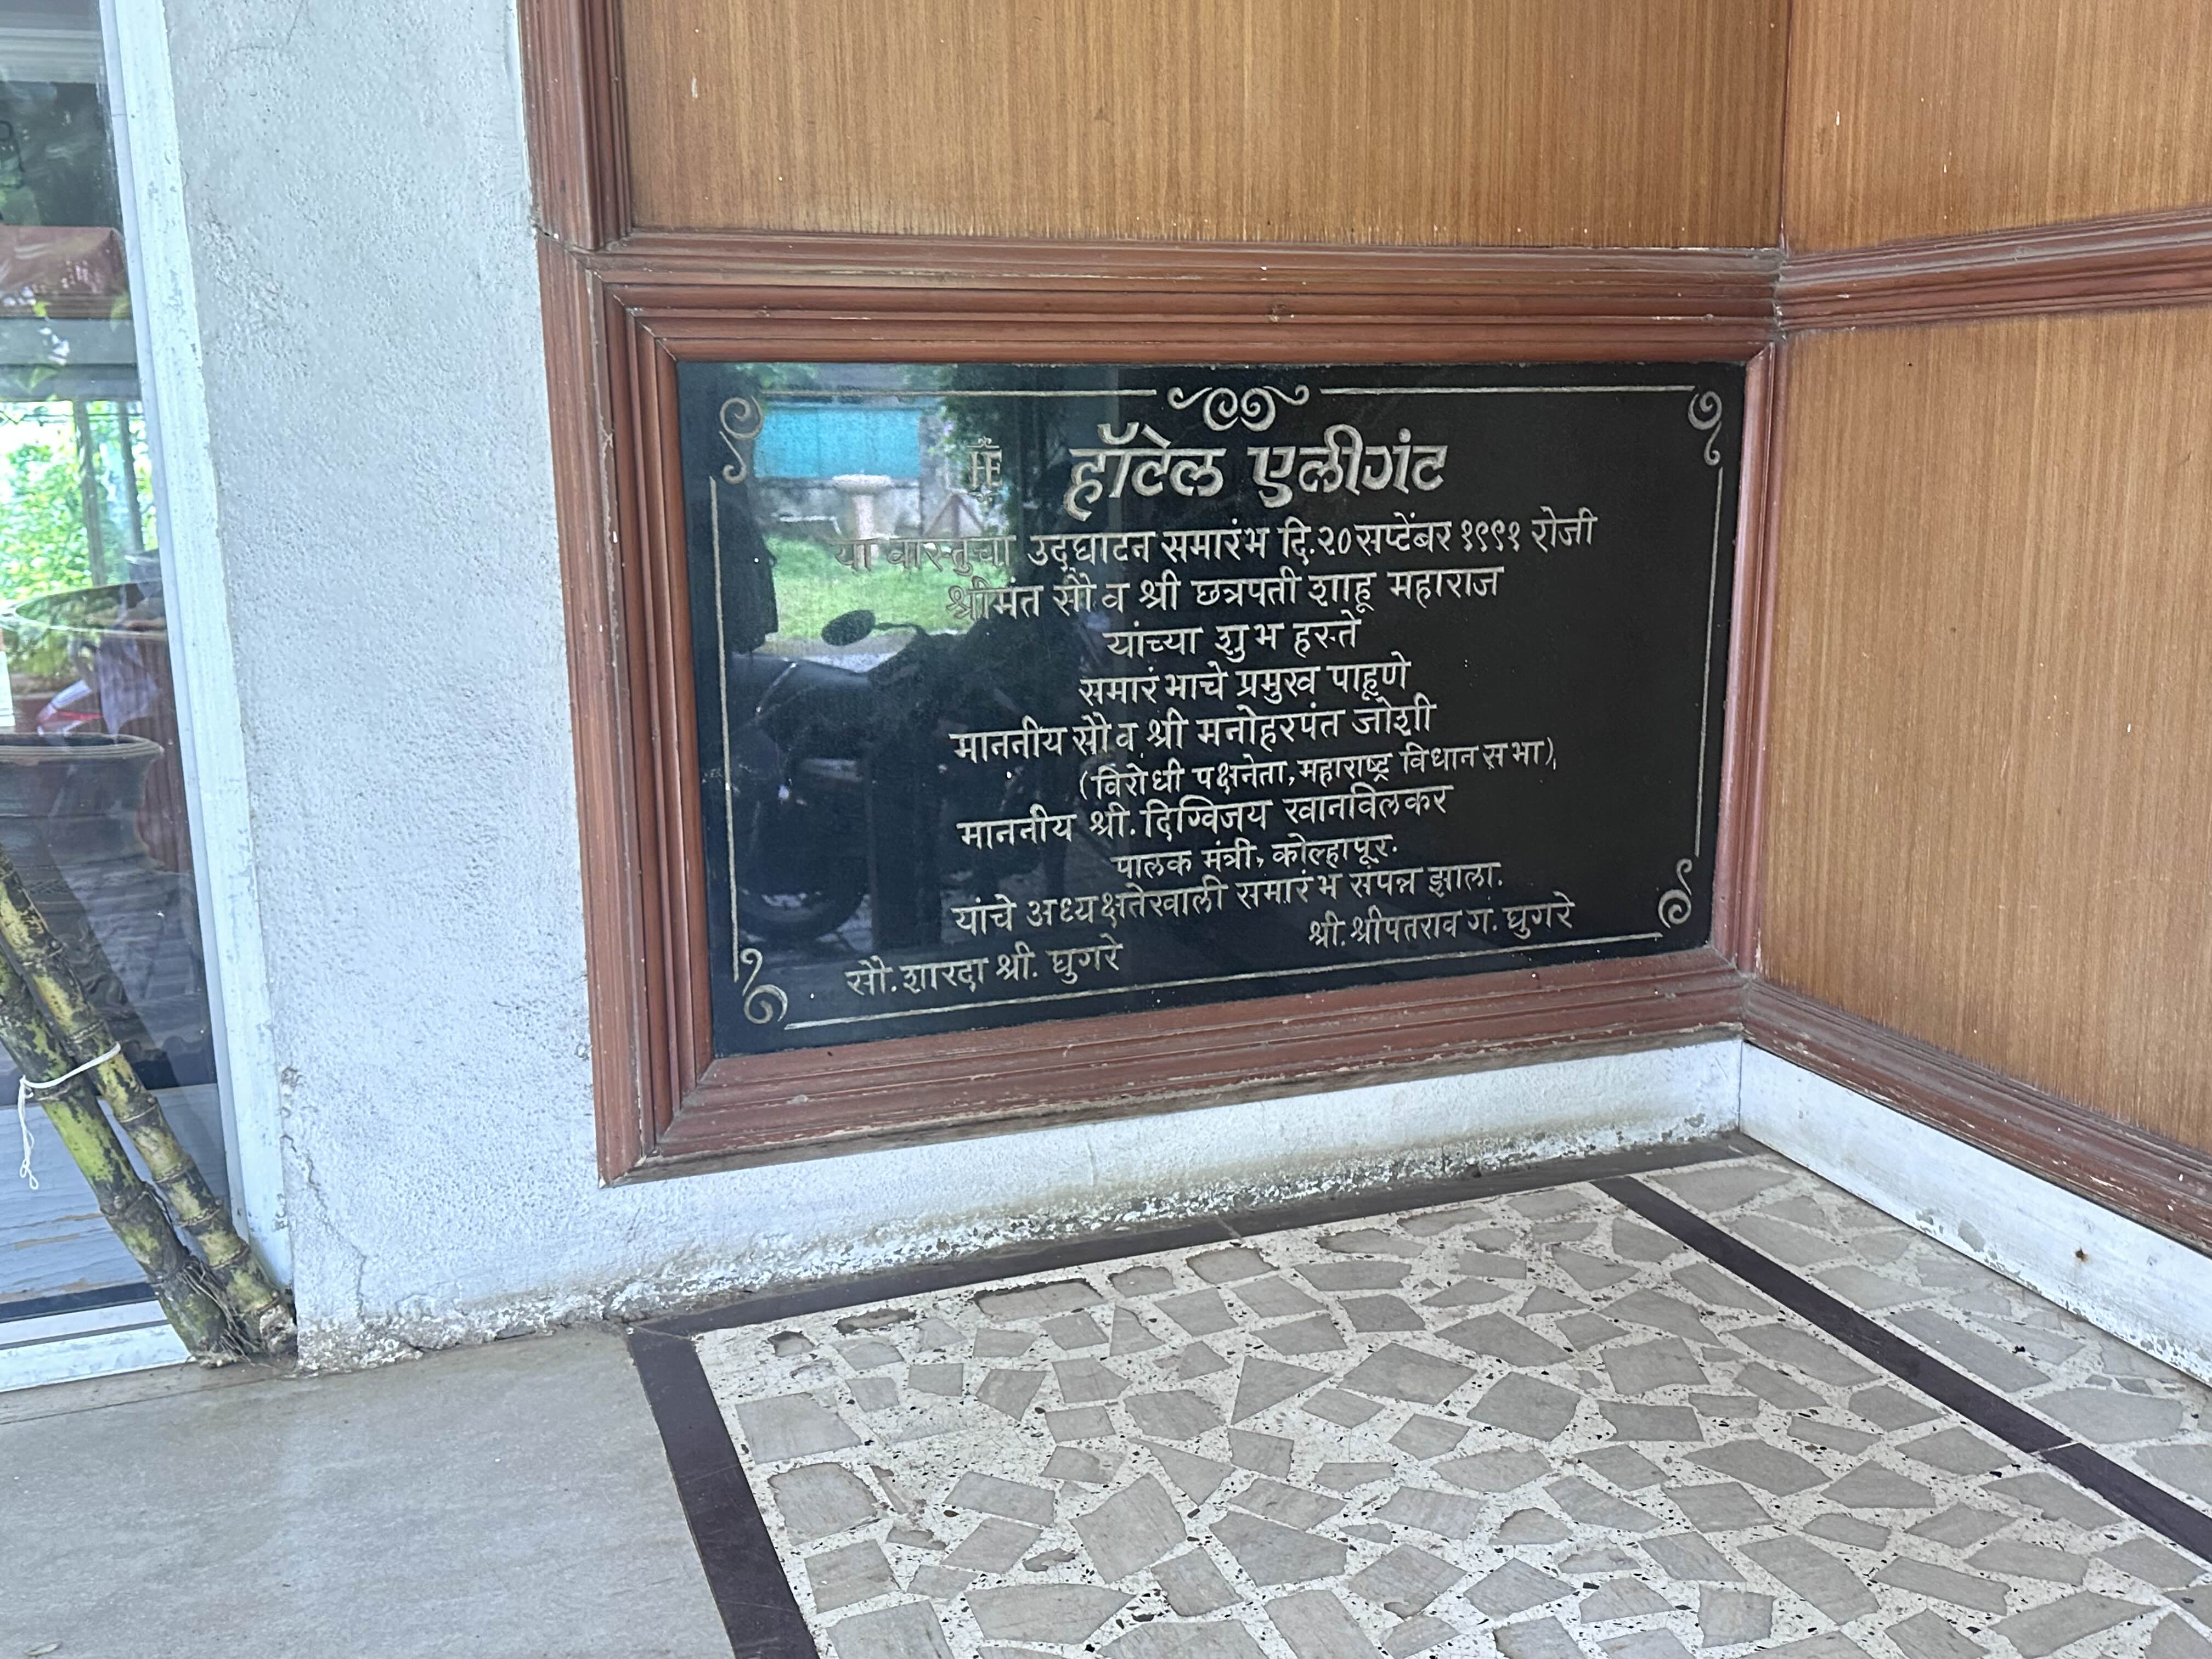 हॉटेल एलीगंट
या वास्तुचा उद्घाटन समारंभ दि.२० सप्टेंबर १९९१ रोजी
श्रीमंत सौ व श्री छत्रपती शाहू महाराज
यांच्या शुभ हस्ते
समारंभाचे प्रमुख पाहूणे
माननीय सौ व श्री मनोहरपंत जोशी
(विरोधी पक्षनेता, महाराष्ट्र विधान सभा),
माननीय श्री. दिग्विजय खानविलकर
पालक मंत्री, कोल्हापूर.
यांचे अध्यक्षतेखाली समारंभ संपन्न झाला.
सौ. शारदा श्री. घुगरे
श्री. श्रीपतराव ग. घुगरे